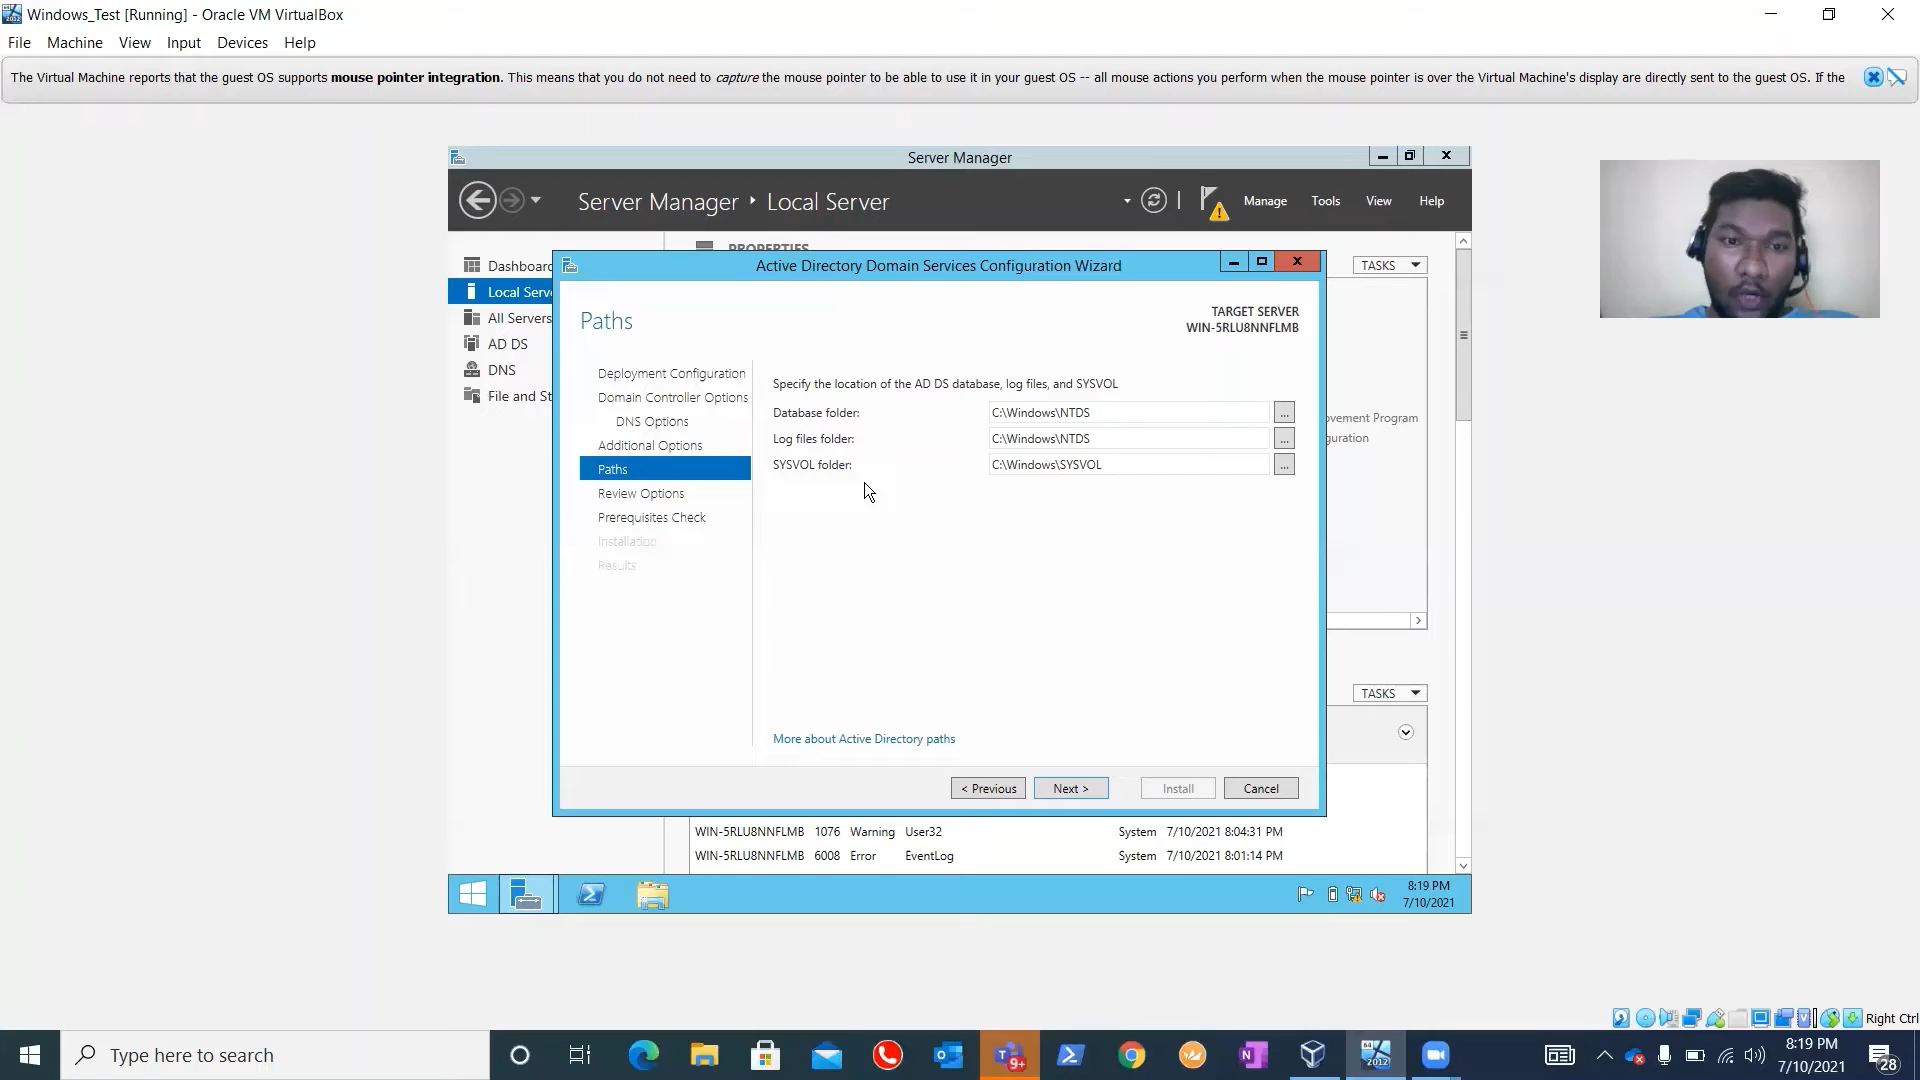 Windows_Test [Running] - Oracle VM VirtualBox
File Machine View Input Devices Help
The Virtual Machine reports that the guest OS supports mouse pointer integration. This means that you do not need to capture the mouse pointer to be able to use it in your guest OS -- all mouse actions you perform when the mouse pointer is over the Virtual Machine's display are directly sent to the guest OS. If the
Server Manager
Server Manager Local Server
Manage Tools View Help
PROPERTIES
TASKS
Dashboard
Local Serve
All Servers
AD DS
DNS
File and St
Active Directory Domain Services Configuration Wizard
Paths
TARGET SERVER
WIN-5RLU8NNFLMB
Deployment Configuration
Domain Controller Options
DNS Options
Additional Options
Paths
Review Options
Prerequisites Check
Installation
Results
Specify the location of the AD DS database, log files, and SYSVOL
Database folder: C:\Windows\NTDS ...
Log files folder: C:\Windows\NTDS ...
SYSVOL folder: C:\Windows\SYSVOL ...
More about Active Directory paths
< Previous Next > Install Cancel
ovement Program
guration
TASKS
WIN-5RLU8NNFLMB 1076 Warning User32 System 7/10/2021 8:04:31 PM
WIN-5RLU8NNFLMB 6008 Error EventLog System 7/10/2021 8:01:14 PM
8:19 PM
7/10/2021
Right Ctrl
Type here to search
9+
64
2012
8:19 PM
7/10/2021
28